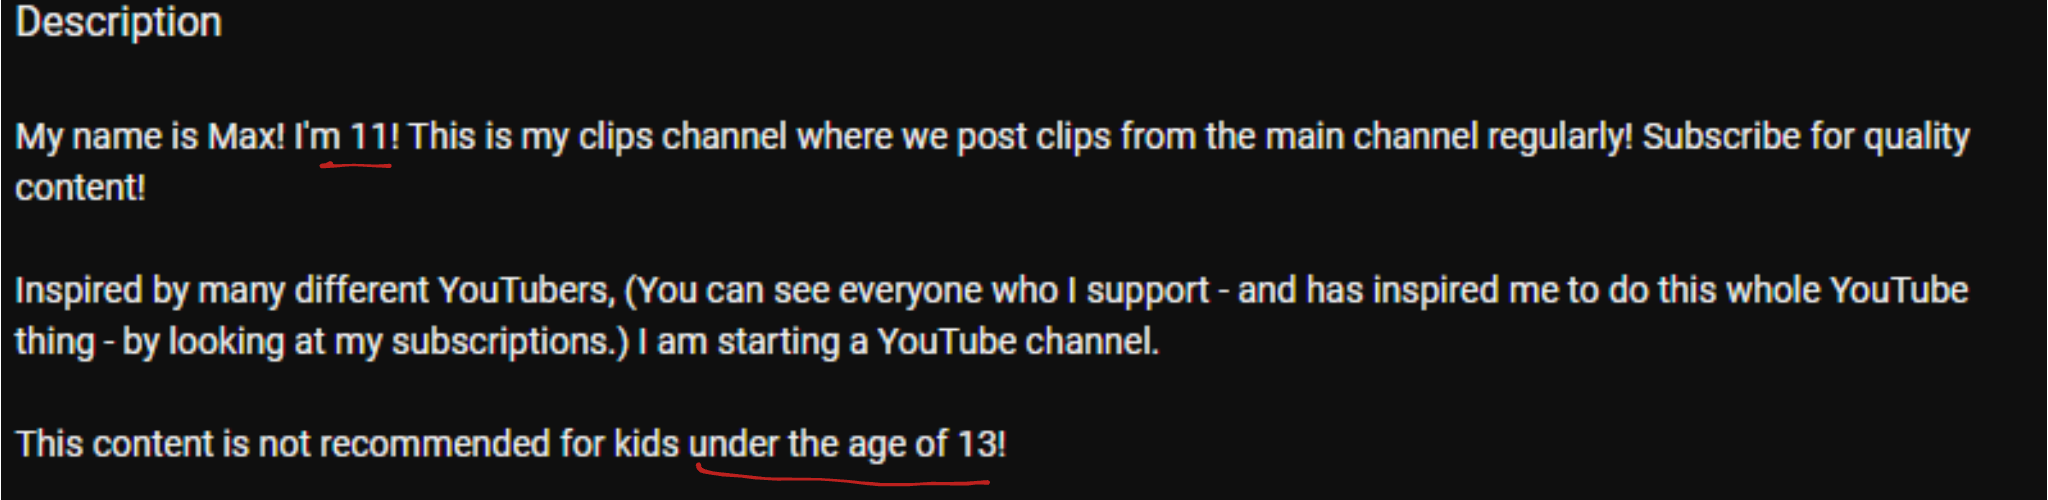 Description
My name is Max! I'm 11! This is my clips channel where we post clips from the main channel regularly! Subscribe for quality
content!
Inspired by many different YouTubers, (You can see everyone who I support - and has inspired me to do this whole YouTube
thing - by looking at my subscriptions.) I am starting a YouTube channel.
This content is not recommended for kids under the age of 13!